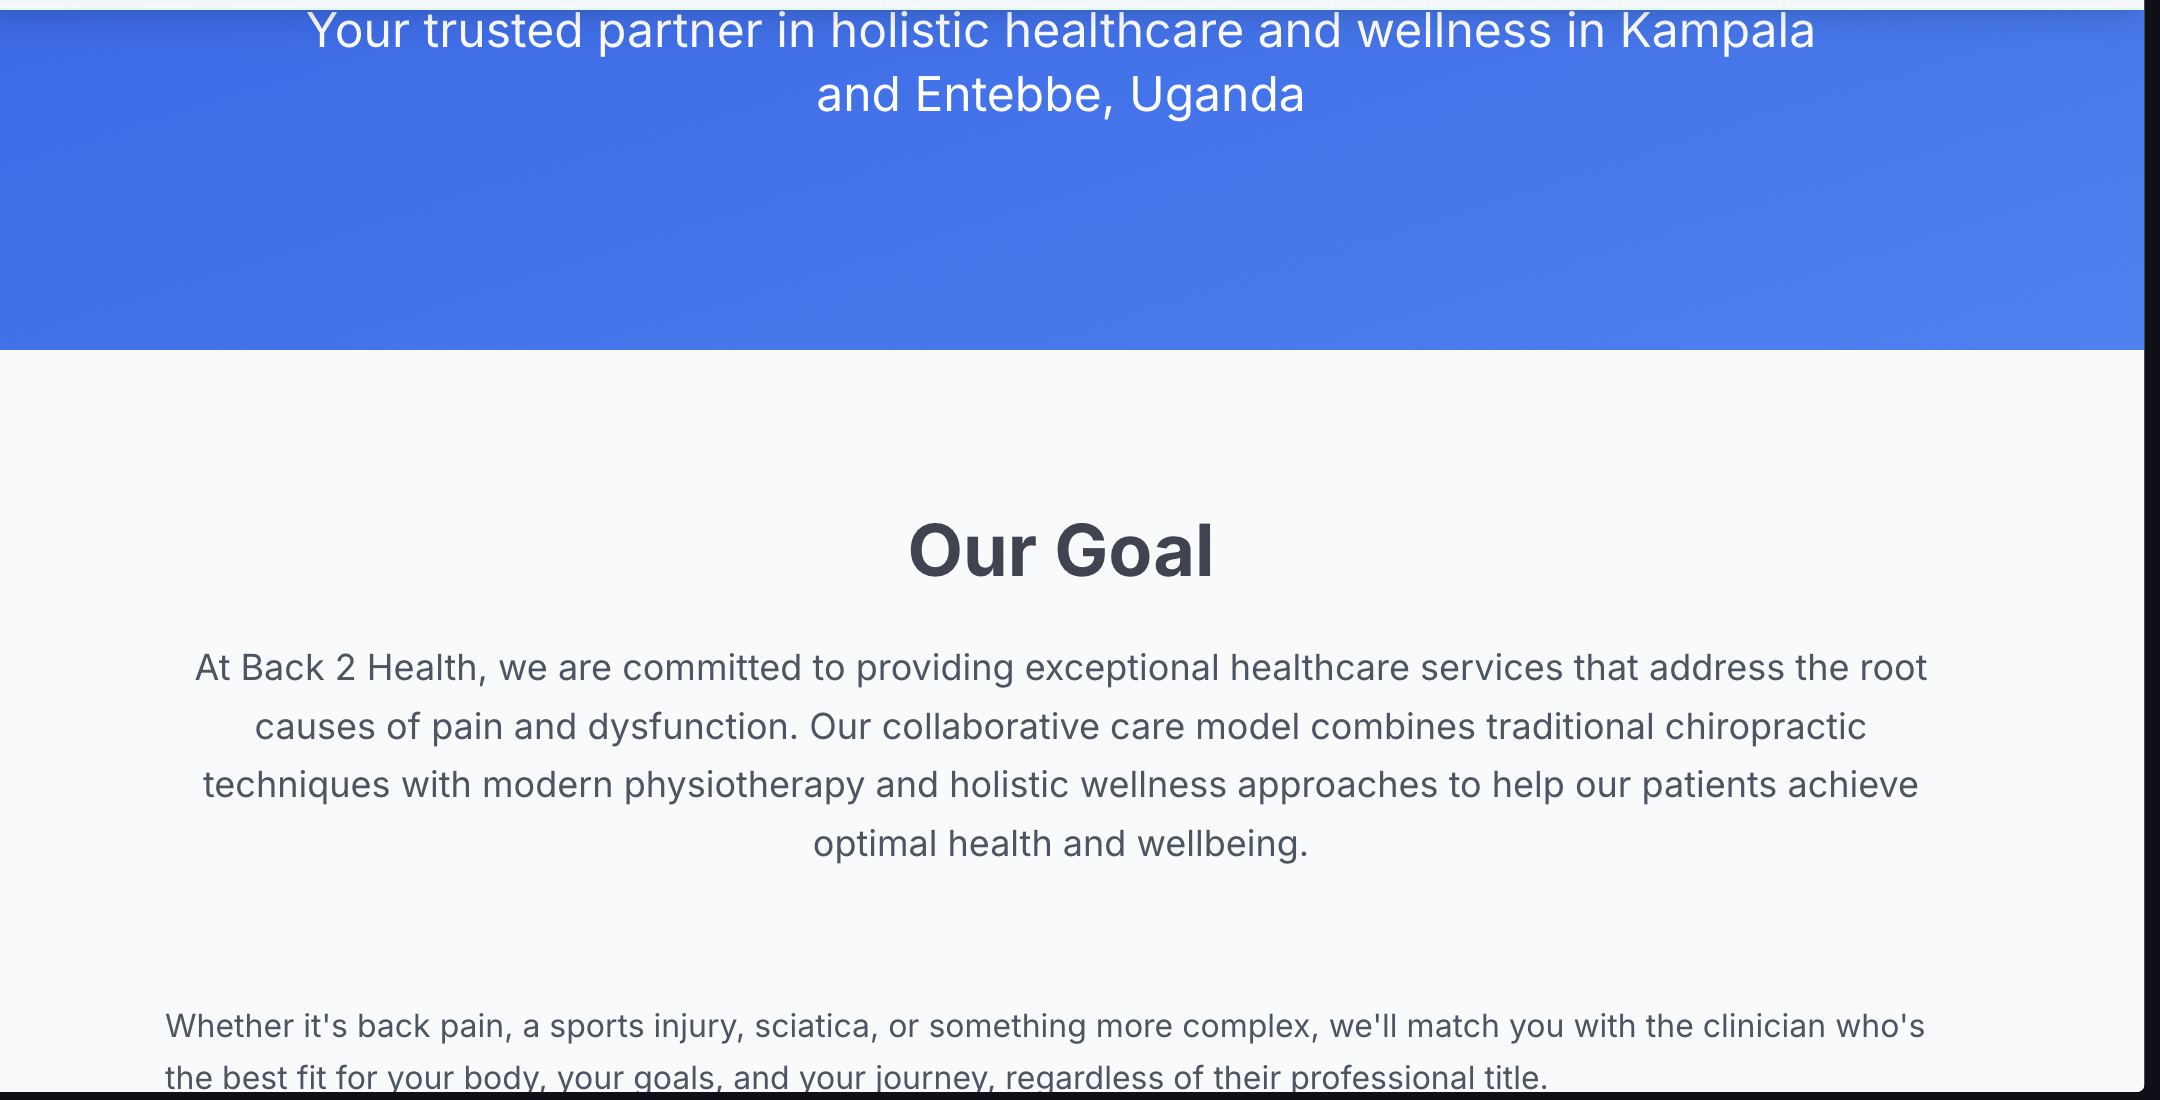 Your trusted partner in holistic healthcare and wellness in Kampala
and Entebbe, Uganda
Our Goal
At Back 2 Health, we are committed to providing exceptional healthcare services that address the root
causes of pain and dysfunction. Our collaborative care model combines traditional chiropractic
techniques with modern physiotherapy and holistic wellness approaches to help our patients achieve
optimal health and wellbeing.
Whether it's back pain, a sports injury, sciatica, or something more complex, we'll match you with the clinician who's
the best fit for your body, your goals, and your journey, regardless of their professional title.